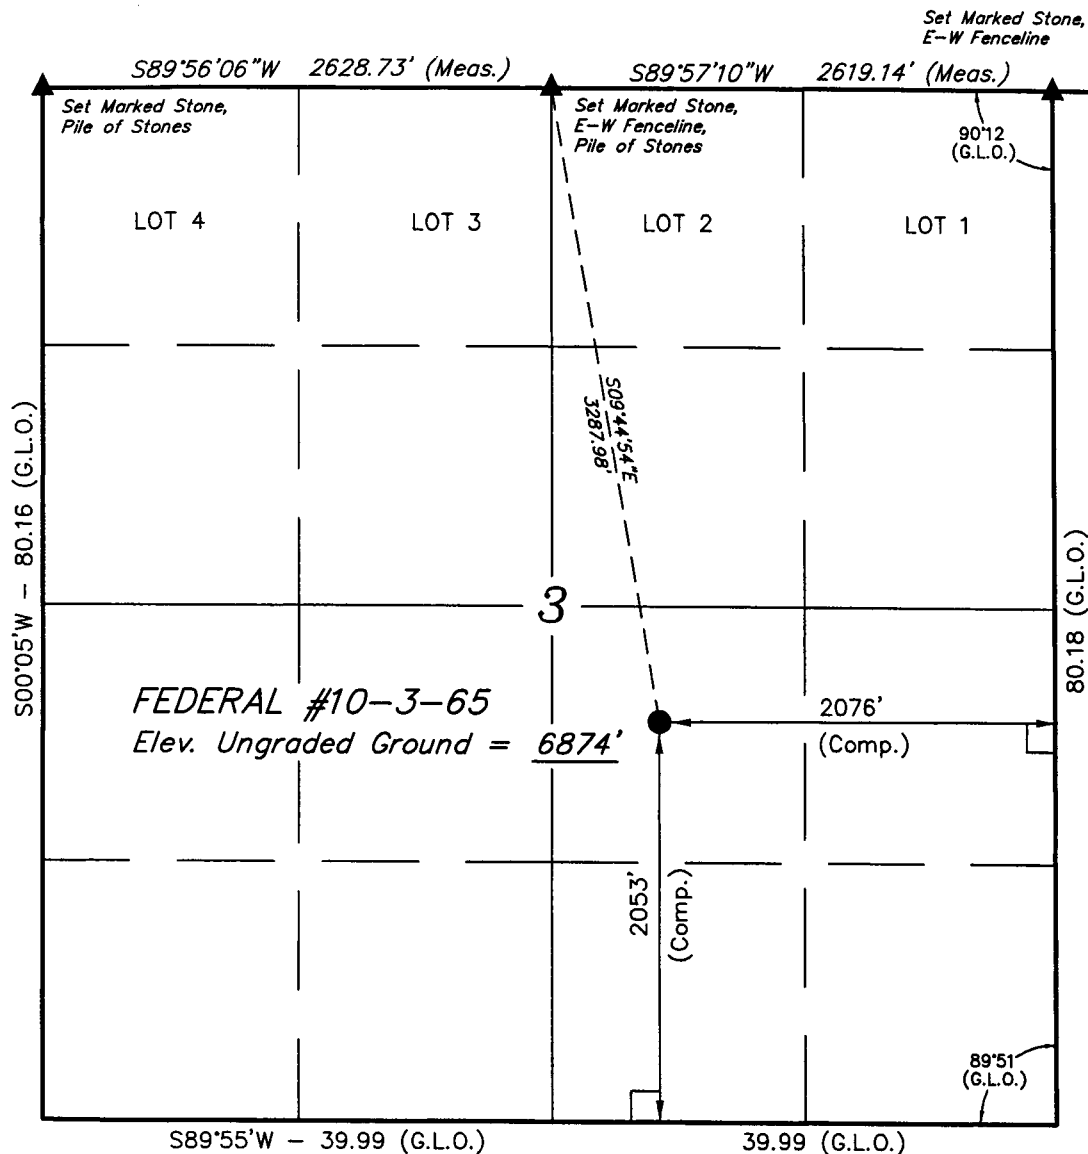 Set Marked Stone,
E-W Fenceline
S89°56'06"W 2628.73' (Meas.)
S89°57'10"W 2619.14' (Meas.)
Set Marked Stone,
Pile of Stones
Set Marked Stone,
E-W Fenceline,
Pile of Stones
90°12
(G.L.O.)
LOT 4
LOT 3
LOT 2
LOT 1
S09°44'54"E
3287.98'
S00°05'W - 80.16 (G.L.O.)
80.18 (G.L.O.)
3
FEDERAL #10-3-65
Elev. Ungraded Ground = 6874'
2076'
(Comp.)
2053'
(Comp.)
89°51
(G.L.O.)
S89°55'W - 39.99 (G.L.O.)
39.99 (G.L.O.)